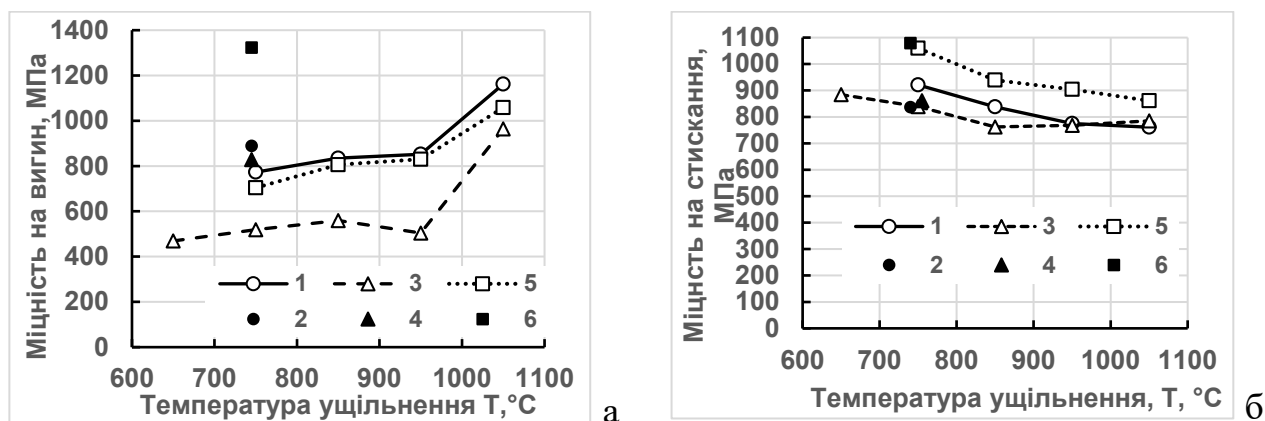 Міцність на вигин, МПа
1400
1200
1000
800
600
400
200
0
1 3 5
2 4 6
600 700 800 900 1000 1100
Температура ущільнення Т,°С
а
Міцнсть на стискання,
МПа
1100
1000
900
800
700
600
500
400
300
200
100
0
1 3 5
2 4 6
600 700 800 900 1000 1100
Температура ущільнення, Т, °С
б